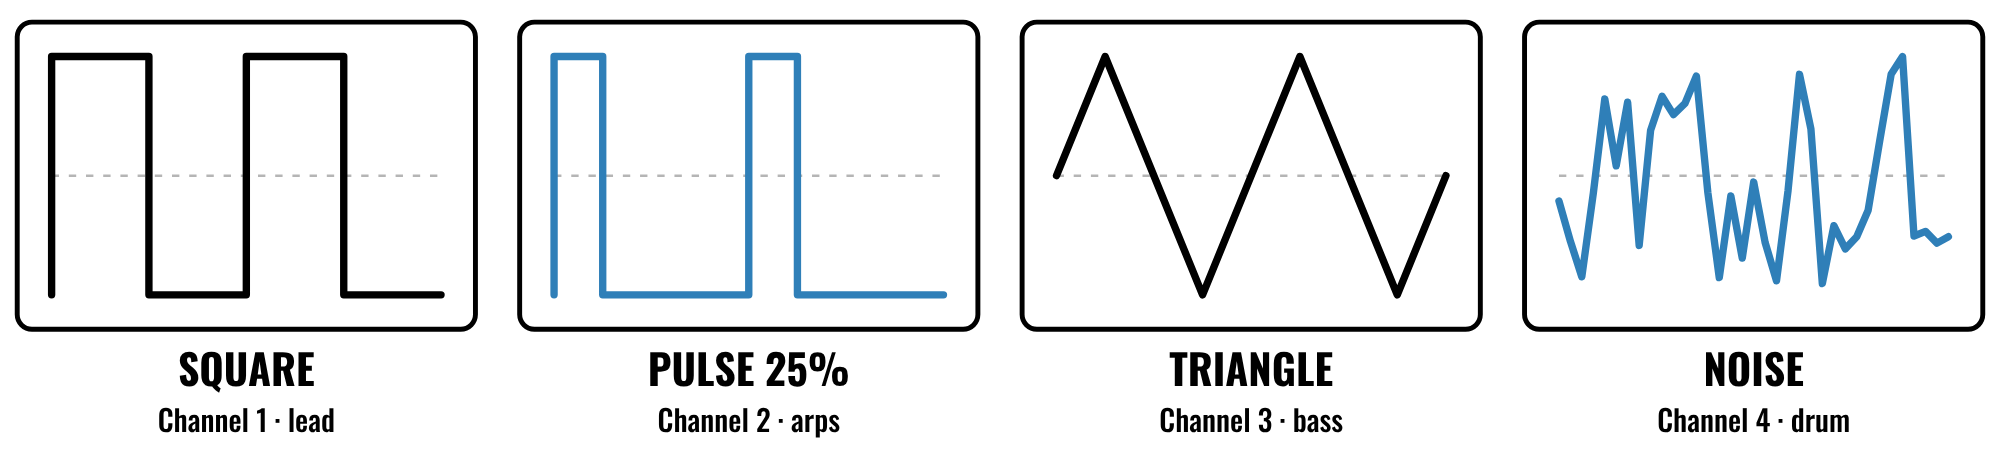 SQUARE
Channel 1 · lead
PULSE 25%
Channel 2 · arps
TRIANGLE
Channel 3 · bass
NOISE
Channel 4 · drum